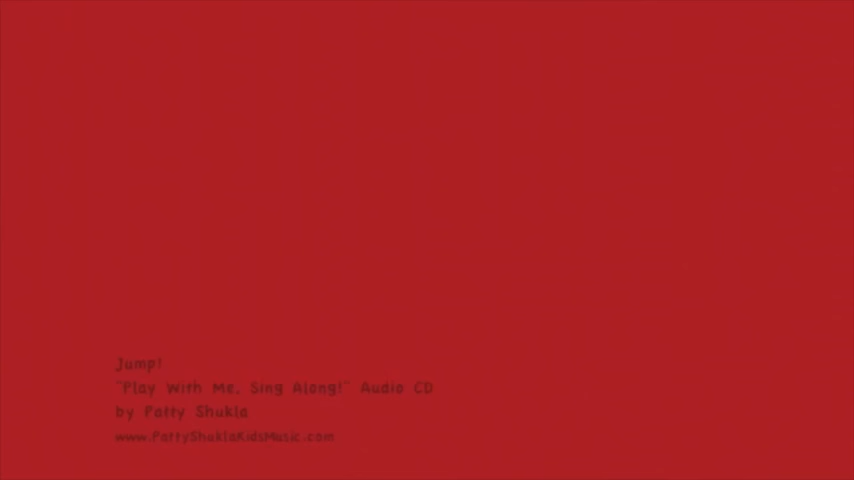 Jump!
"Play With Me, Sing Along!" Audio CD
by Patty Shukla
www.PattyShuklaKidsMusic.com